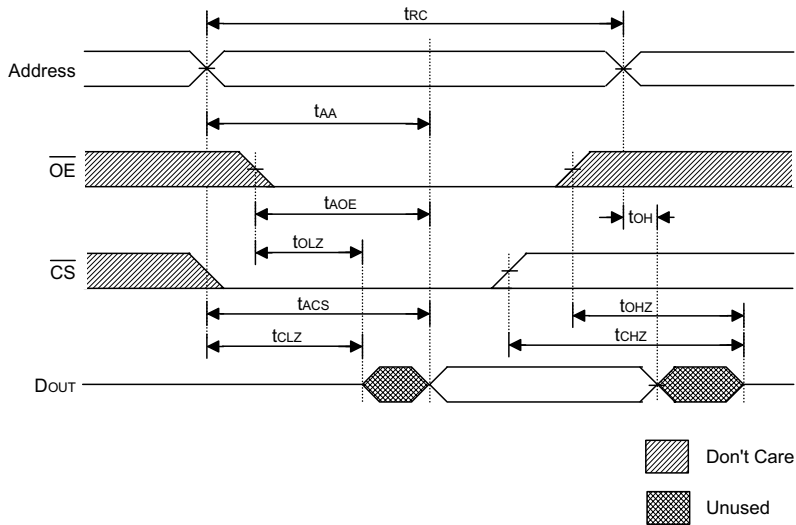 tRC
Address
tAA
OE
tAOE
tOH
tOLZ
CS
tACS
tOHZ
tCLZ
tCHZ
DOUT
Don't Care
Unused